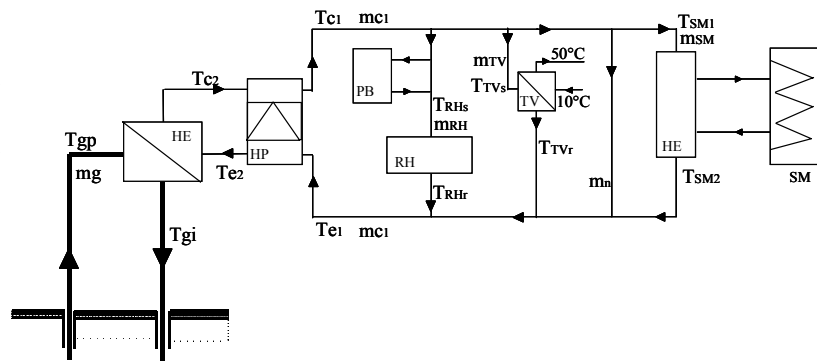 Tc1 mc1
TSM1
mSM
50°C
mTV
TTVs
TV
10°C
PB
TRHs
mRH
Tc2
HE
HE
Tgp
mg
HP
Te2
RH
TTVr
TRHr
mn
TSM2
SM
Tgi
Te1 mc1